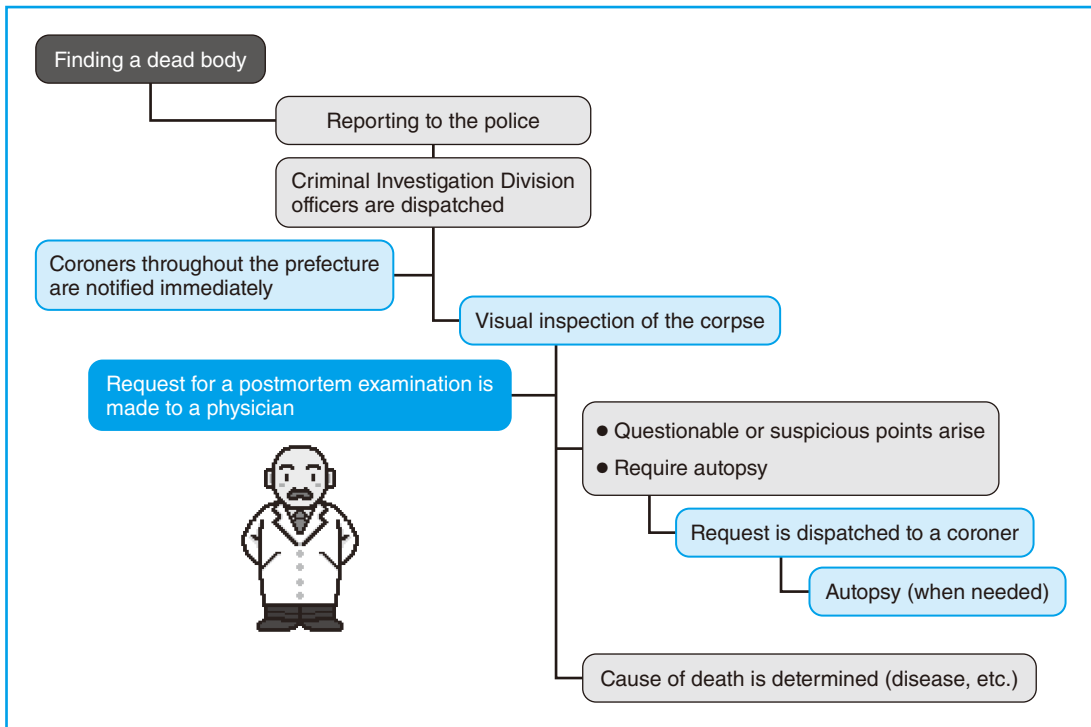 Finding a dead body
Reporting to the police
Criminal Investigation Division
officers are dispatched
Coroners throughout the prefecture
are notified immediately
Visual inspection of the corpse
Request for a postmortem examination is
made to a physician
● Questionable or suspicious points arise
● Require autopsy
Request is dispatched to a coroner
Autopsy (when needed)
Cause of death is determined (disease, etc.)